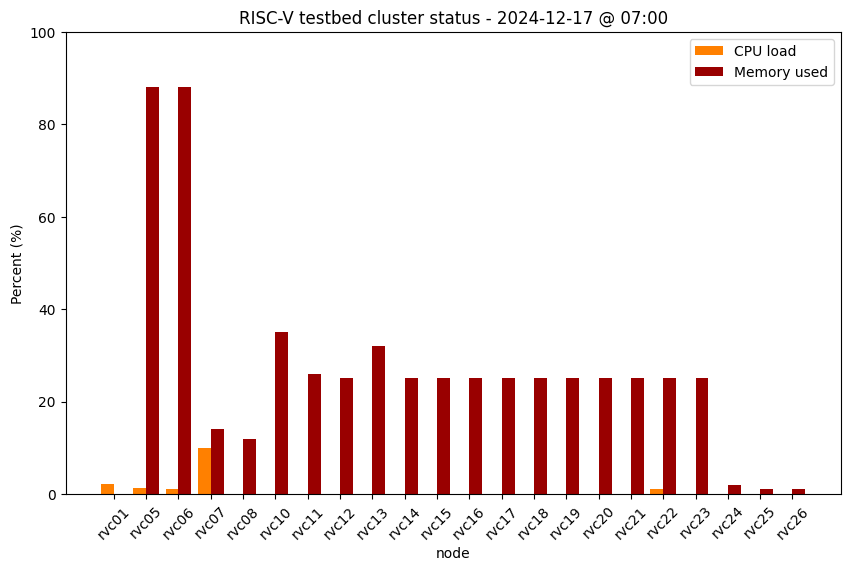 RISC-V testbed cluster status - 2024-12-17 @ 07:00
CPU load
Memory used
Percent (%)
100
80
60
40
20
0
rvc01
rvc05
rvc06
rvc07
rvc08
rvc10
rvc11
rvc12
rvc13
rvc14
rvc15
rvc16
rvc17
rvc18
rvc19
rvc20
rvc21
rvc22
rvc23
rvc24
rvc25
rvc26
node